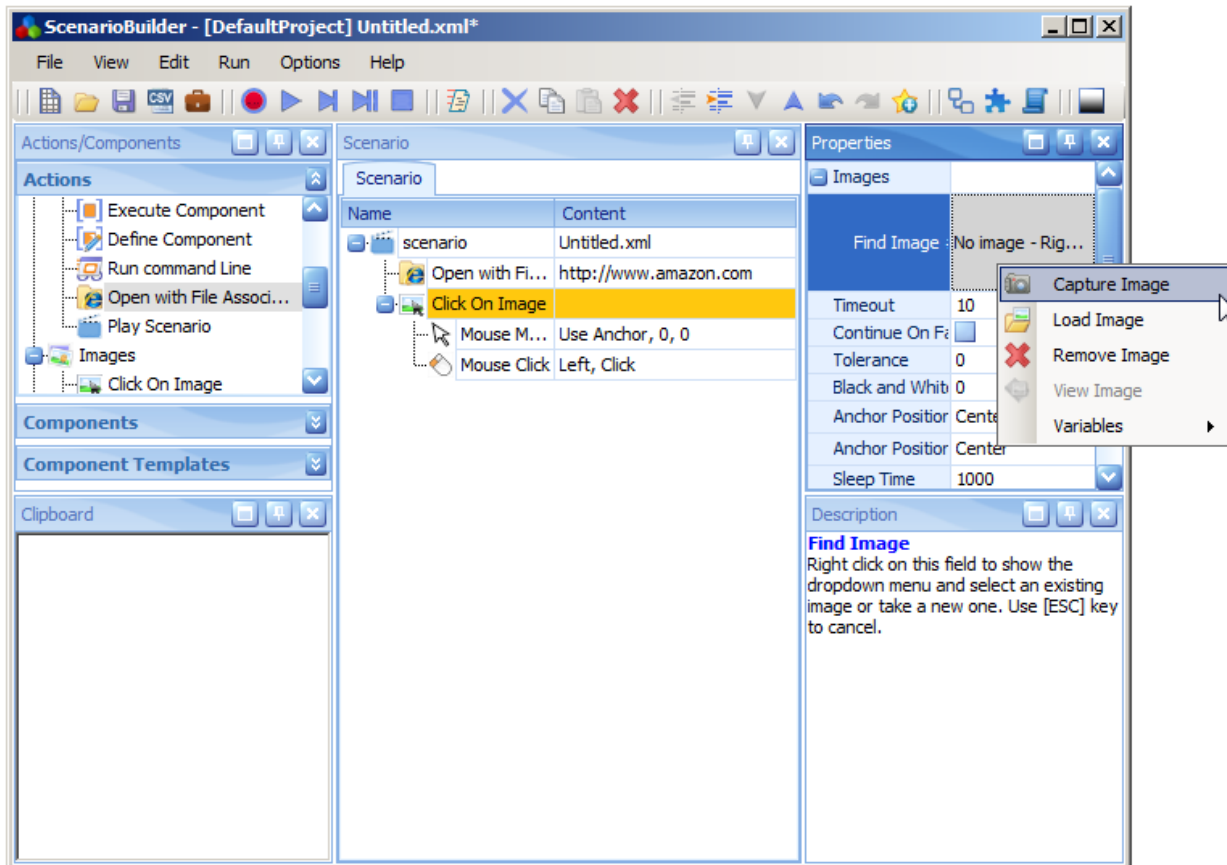 ScenarioBuilder - [DefaultProject] Untitled.xml*
File View Edit Run Options Help
CSV
Actions/Components
Actions
Execute Component
Define Component
Run command Line
Open with File Associ...
Play Scenario
Images
Click On Image
Components
Component Templates
Clipboard
Scenario
Scenario
Name Content
scenario Untitled.xml
Open with Fi... http://www.amazon.com
Click On Image
Mouse M... Use Anchor, 0, 0
Mouse Click Left, Click
Properties
Images
Find Image No image - Rig...
Timeout 10
Continue On Fa
Tolerance 0
Black and Whit 0
Anchor Position Cente
Anchor Position Center
Sleep Time 1000
Capture Image
Load Image
Remove Image
View Image
Variables
Description
Find Image
Right click on this field to show the
dropdown menu and select an existing
image or take a new one. Use [ESC] key
to cancel.